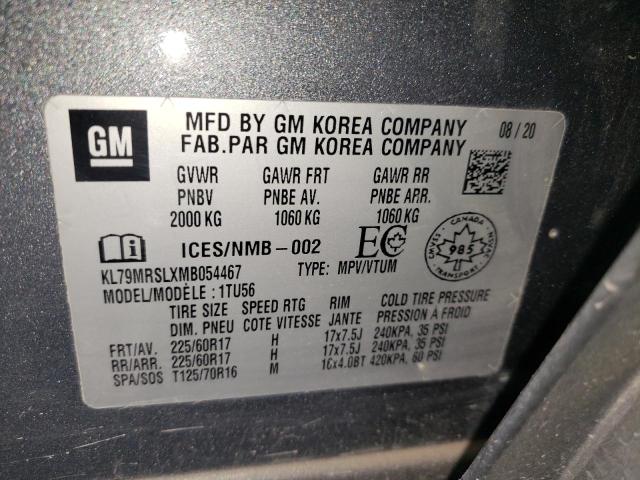 GM
MFD BY GM KOREA COMPANY 08/20
FAB.PAR GM KOREA COMPANY
GVWR GAWR FRT GAWR RR
PNBV PNBE AV. PNBE ARR.
2000 KG 1060 KG 1060 KG
ICES/NMB-002 EC
CANADA
985
KL79MRSLXMB054467 TYPE: MPV/VTUM
MODEL/MODÈLE : 1TU56
TIRE SIZE SPEED RTG RIM COLD TIRE PRESSURE
DIM. PNEU COTE VITESSE JANTE PRESSION À FROID
FRT/AV. 225/60R17 H 17x7.5J 240KPA, 35 PSI
RR/ARR. 225/60R17 H 17x7.5J 240KPA, 35 PSI
SPA/SOS T125/70R16 M 16x4.0BT 420KPA, 60 PSI